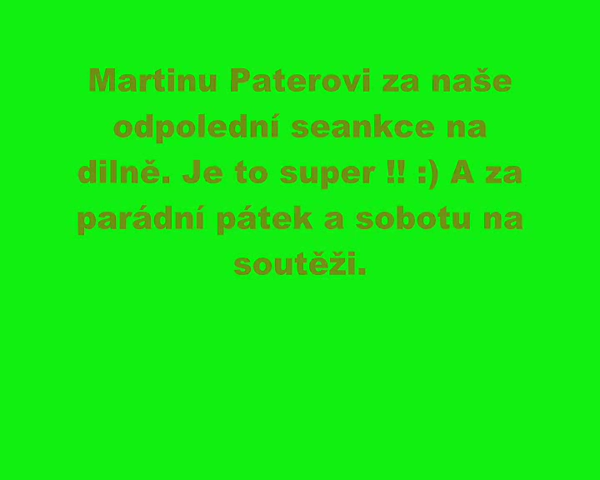 Martinu Paterovi za naše
odpolední seankce na
dilně. Je to super !! :) A za
parádní pátek a sobotu na
soutěži.